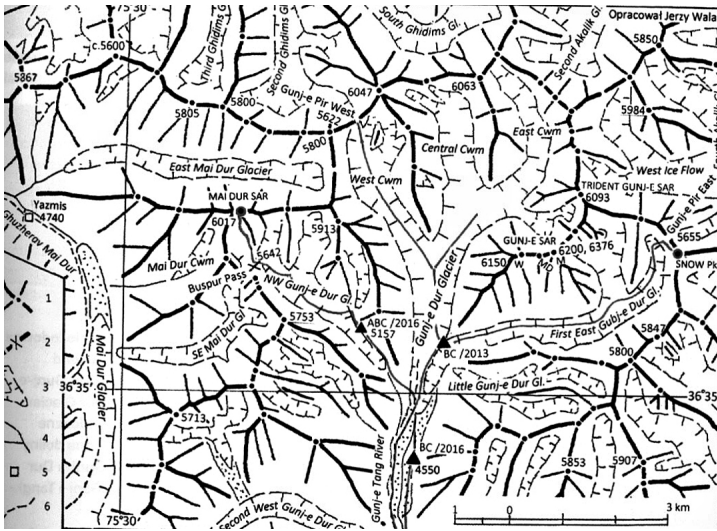 75°30'
South Ghidims Gl.
Opracował Jerzy Wala
c.5600
Third Ghidims Gl.
Second Ghidims Gl.
Second Akalik Gl.
5850
5867
6047
6063
5984
5805
5800
Gunj-e Pir West
5622
5800
East Cwm
Central Cwm
East Mai Dur Glacier
West Cwm
West Ice Flow
TRIDENT GUNJ-E SAR
6093
Yazmis
4740
MAI DUR SAR
6017
5913
Gunj-e Pir East
5655
SNOW Pk
Ghuzherav Mai Dur
Mai Dur Cwm
5642
GUNJ-E SAR
6150
W
MD
M
6200, 6376
Buspur Pass
NW Gunj-e Dur Gl.
Gunj-e Dur Glacier
1
5753
ABC /2016
5157
First East Gubj-e Dur Gl.
5847
2
SE Mai Dur Gl.
BC /2013
5800
Mai Dur Glacier
3
36°35'
Little Gunj-e Dur Gl.
36°35'
4
5713
5
BC /2016
4550
5853
5907
Gunj-e Tang River
6
75°30'
Second West Gunj-e Dur Gl.
1
0
3 km